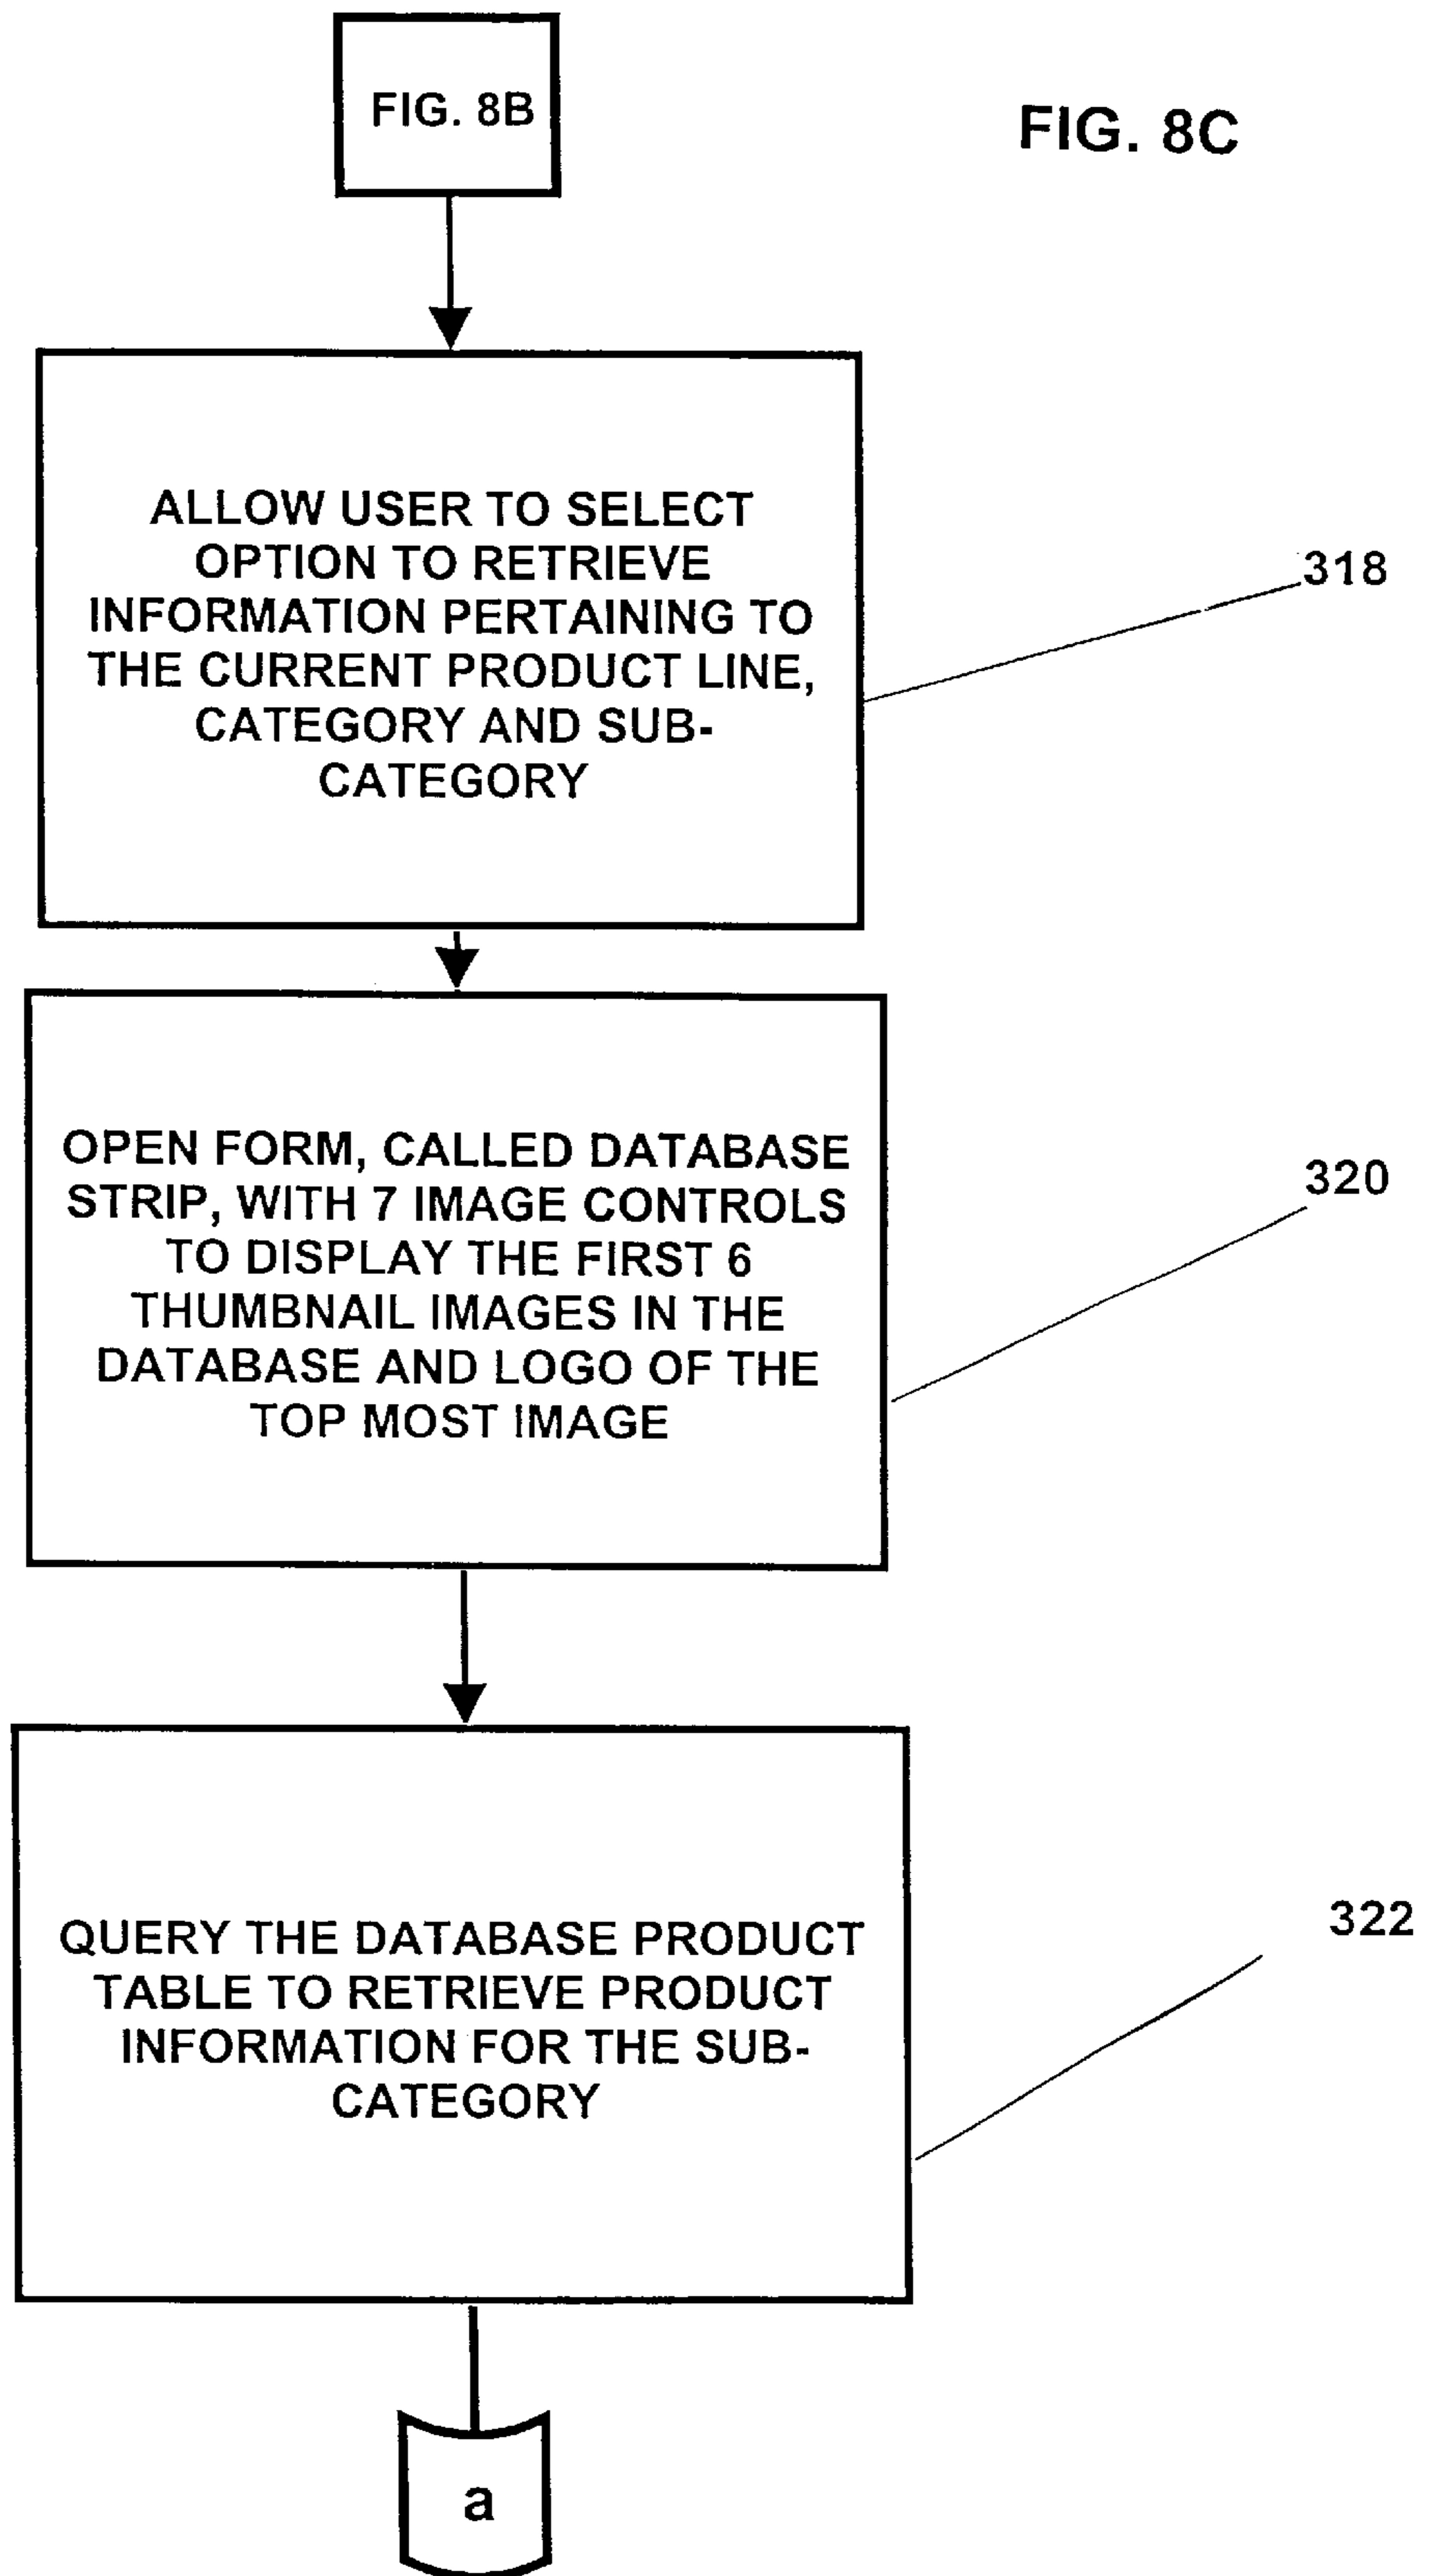 FIG. 8B
FIG. 8C
ALLOW USER TO SELECT
OPTION TO RETRIEVE
INFORMATION PERTAINING TO
THE CURRENT PRODUCT LINE,
CATEGORY AND SUB-
CATEGORY
318
OPEN FORM, CALLED DATABASE
STRIP, WITH 7 IMAGE CONTROLS
TO DISPLAY THE FIRST 6
THUMBNAIL IMAGES IN THE
DATABASE AND LOGO OF THE
TOP MOST IMAGE
320
QUERY THE DATABASE PRODUCT
TABLE TO RETRIEVE PRODUCT
INFORMATION FOR THE SUB-
CATEGORY
322
a